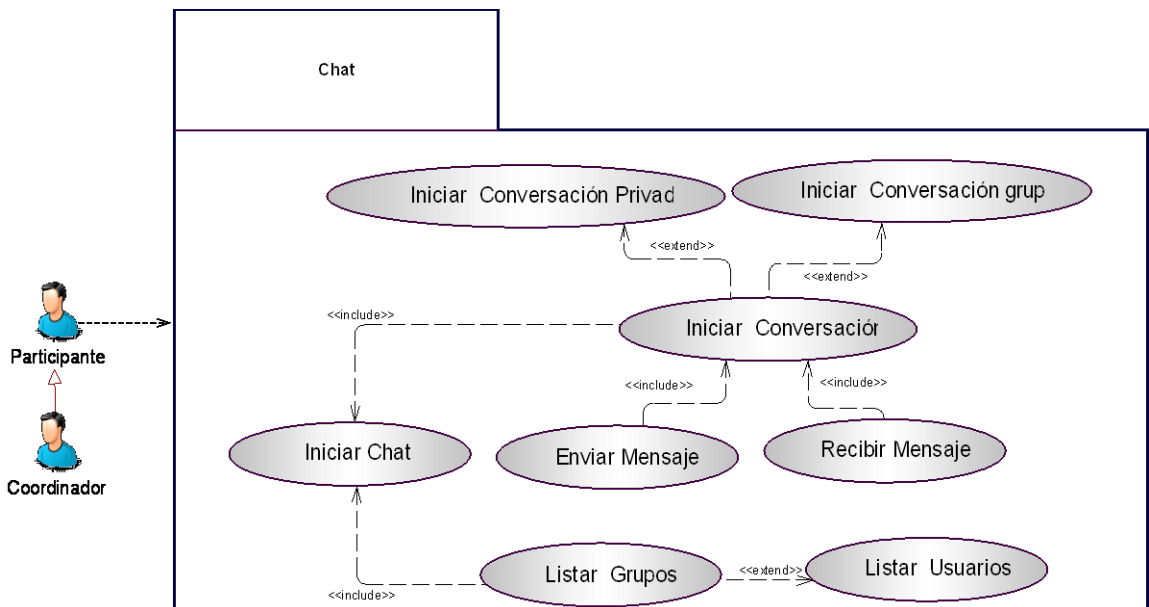 Chat
Iniciar Conversación Privad
Iniciar Conversación grup
<<extend>>
<<extend>>
<<include>>
Iniciar Conversación
Participante
<<include>>
<<include>>
Iniciar Chat
Enviar Mensaje
Recibir Mensaje
Coordinador
Listar Grupos
<<extend>>
Listar Usuarios
<<include>>